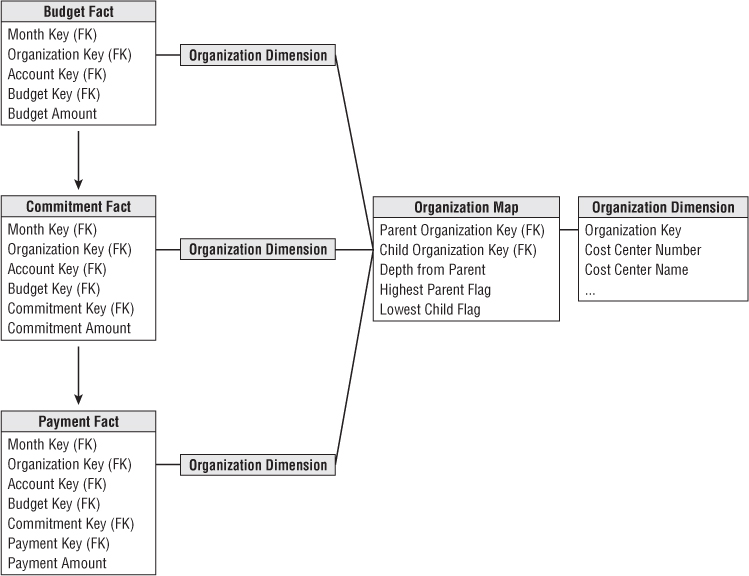 Budget Fact
Month Key (FK)
Organization Key (FK)
Account Key (FK)
Budget Key (FK)
Budget Amount
Organization Dimension
Commitment Fact
Month Key (FK)
Organization Key (FK)
Account Key (FK)
Budget Key (FK)
Commitment Key (FK)
Commitment Amount
Organization Dimension
Payment Fact
Month Key (FK)
Organization Key (FK)
Account Key (FK)
Budget Key (FK)
Commitment Key (FK)
Payment Key (FK)
Payment Amount
Organization Dimension
Organization Map
Parent Organization Key (FK)
Child Organization Key (FK)
Depth from Parent
Highest Parent Flag
Lowest Child Flag
Organization Dimension
Organization Key
Cost Center Number
Cost Center Name
...